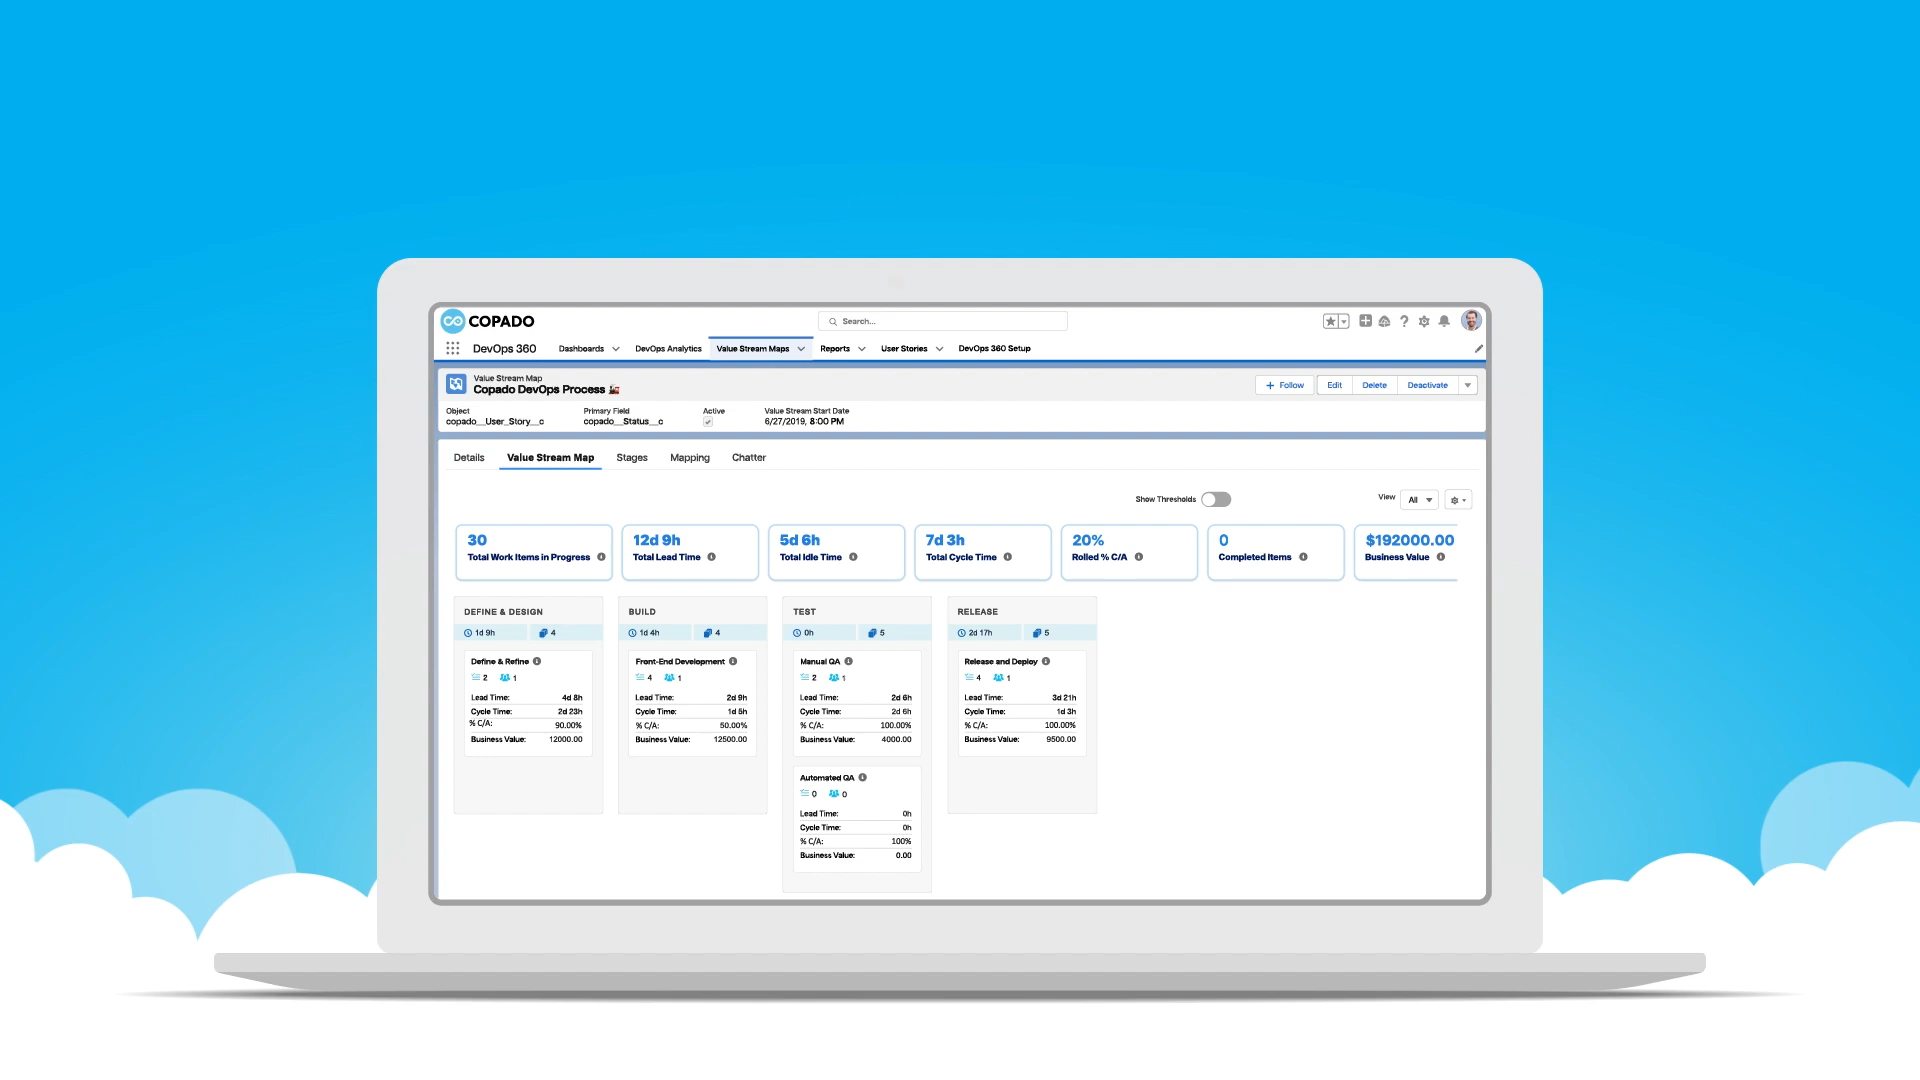 COPADO
Search...
DevOps 360
Dashboards
DevOps Analytics
Value Stream Maps
Reports
User Stories
DevOps 360 Setup
Value Stream Map
Copado DevOps Process
+ Follow
Edit
Delete
Deactivate
Object
Primary Field
Active
Value Stream Start Date
copado__User_Story__c
copado__Status__c
6/27/2019, 8:00 PM
Details
Value Stream Map
Stages
Mapping
Chatter
Show Thresholds
View
All
30
Total Work Items in Progress
12d 9h
Total Lead Time
5d 6h
Total Idle Time
7d 3h
Total Cycle Time
20%
Rolled % C/A
0
Completed Items
$192000.00
Business Value
DEFINE & DESIGN
1d 9h
4
Define & Refine
2
1
Lead Time: 4d 8h
Cycle Time: 2d 23h
% C/A: 90.00%
Business Value: 12000.00
BUILD
1d 4h
4
Front-End Development
4
1
Lead Time: 2d 9h
Cycle Time: 1d 5h
% C/A: 50.00%
Business Value: 12500.00
TEST
0h
5
Manual QA
2
1
Lead Time: 2d 6h
Cycle Time: 2d 6h
% C/A: 100.00%
Business Value: 4000.00
Automated QA
0
0
Lead Time: 0h
Cycle Time: 0h
% C/A: 100%
Business Value: 0.00
RELEASE
2d 17h
5
Release and Deploy
4
1
Lead Time: 3d 21h
Cycle Time: 1d 3h
% C/A: 100.00%
Business Value: 9500.00